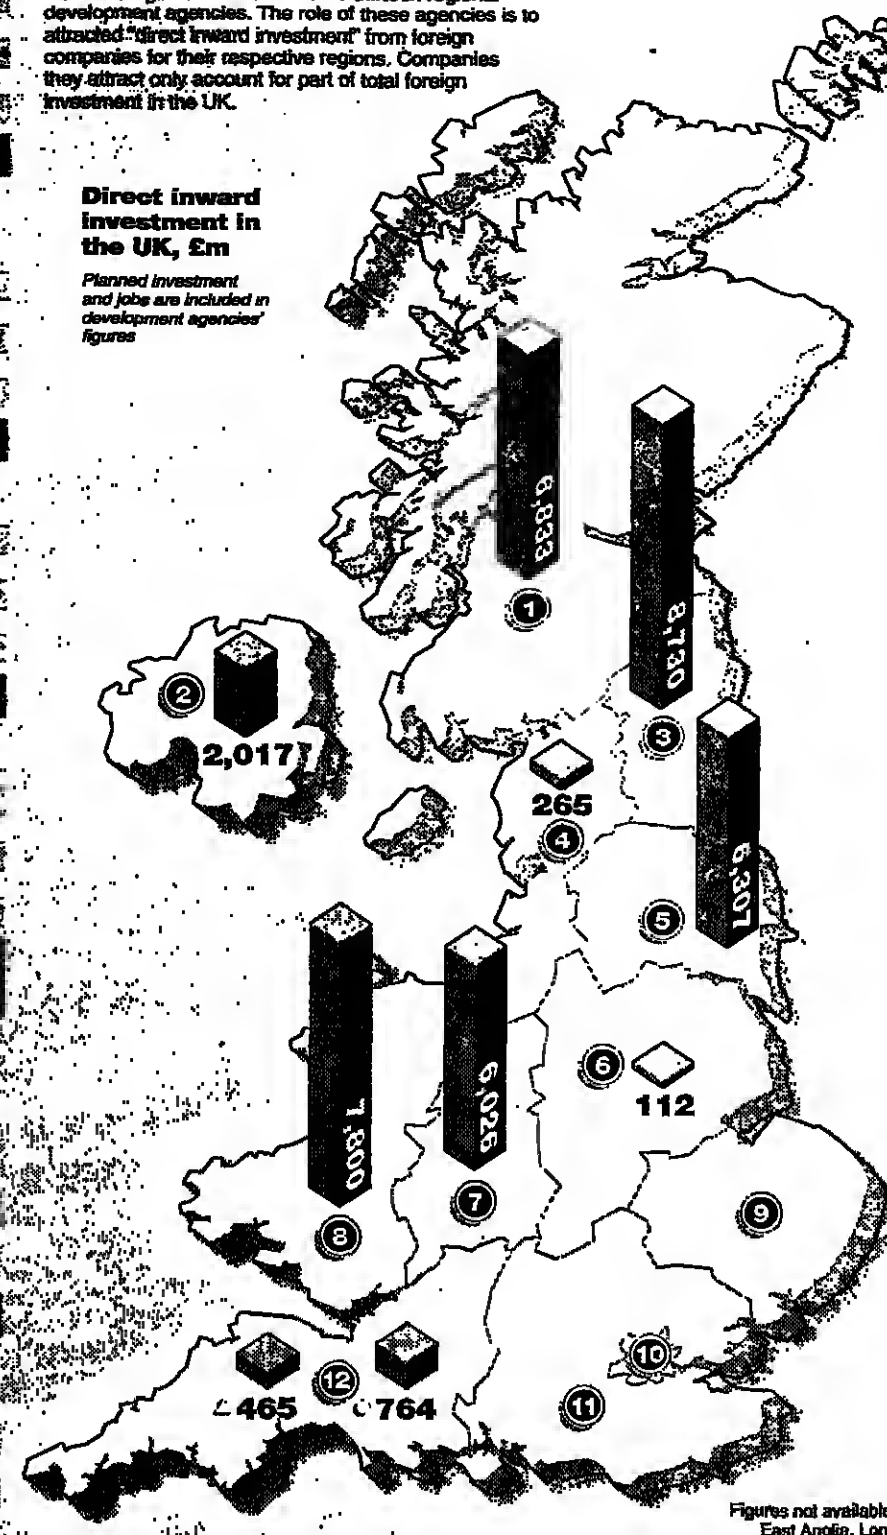 development agencies. The role of these agencies is to
attracted "direct inward investment" from foreign
companies for their respective regions. Companies
they attract only account for part of total foreign
investment in the UK.
Direct inward
investment in
the UK, £m
Planned investment
and jobs are included in
development agencies'
figures
6,833
1
8,730
2
2,017
3
265
4
6,307
5
7,800
6,026
6
112
7
8
9
10
465
12
764
11
Figures not available
East Anglia, Lon